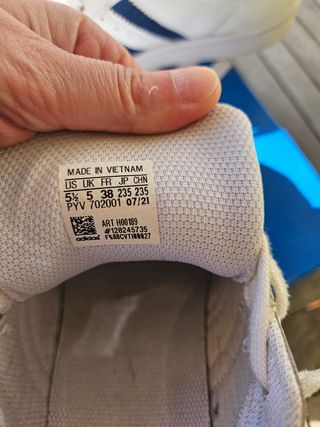 MADE IN VIETNAM
US UK FR JP CHN
5½ 5 38 235 235
PYV 702001 07/21
ART H00189
#128245735
adidas